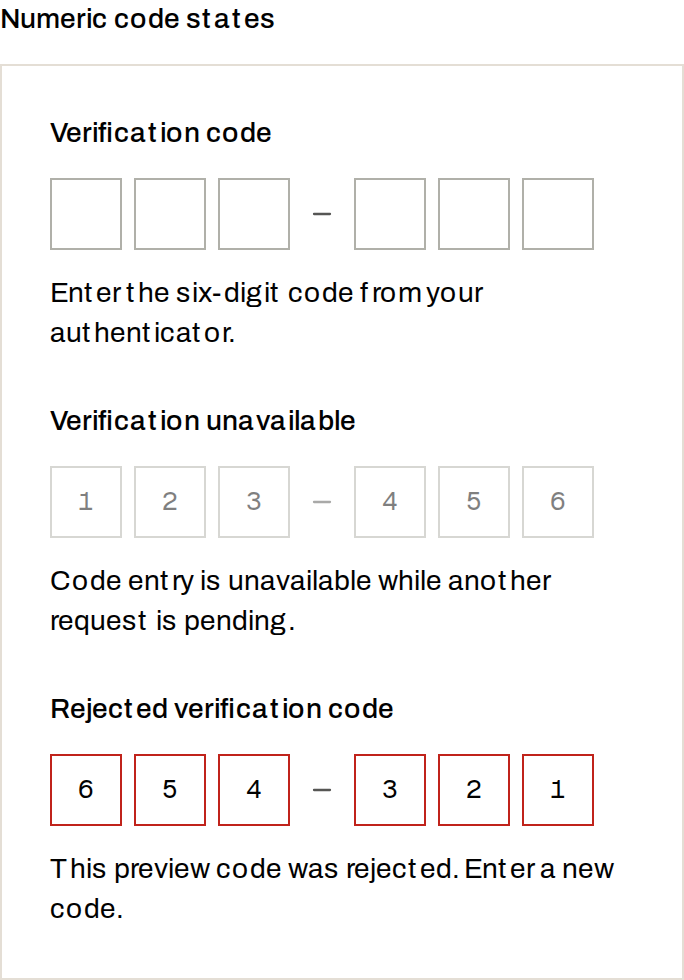 Numeric code states
Verification code
–
Enter the six-digit code from your
authenticator.
Verification unavailable
1 2 3 – 4 5 6
Code entry is unavailable while another
request is pending.
Rejected verification code
6 5 4 – 3 2 1
This preview code was rejected. Enter a new
code.